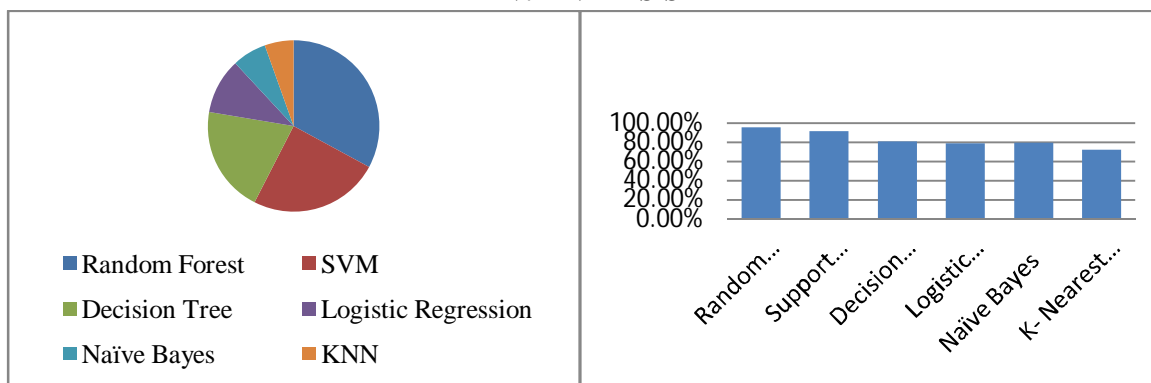 Random Forest
SVM
Decision Tree
Logistic Regression
Naïve Bayes
KNN
100.00%
80.00%
60.00%
40.00%
20.00%
0.00%
Random...
Support...
Decision...
Logistic...
Naïve Bayes
K- Nearest...